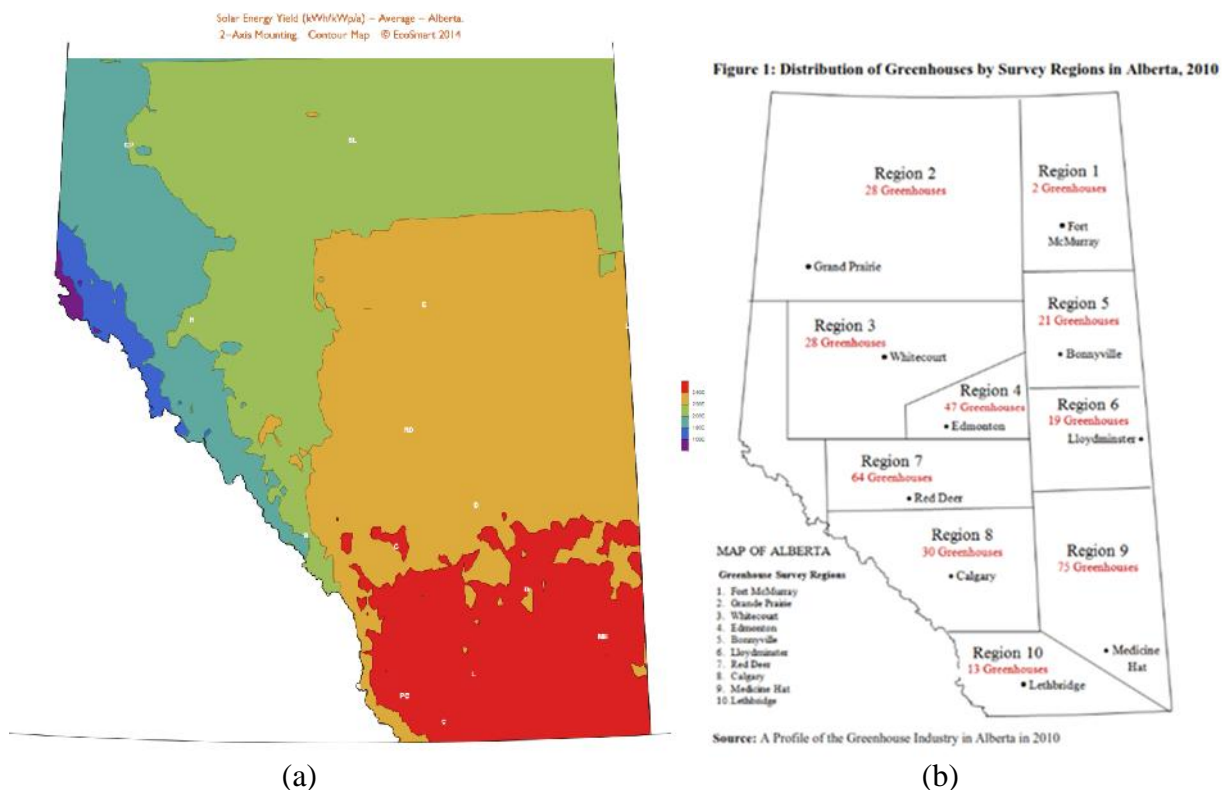 Solar Energy Yield (kWh/kWp/a) – Average – Alberta.
2–Axis Mounting. Contour Map © EcoSmart 2014
(a)
Figure 1: Distribution of Greenhouses by Survey Regions in Alberta, 2010
Region 2
28 Greenhouses
Region 1
2 Greenhouses
Fort
McMurray
Grand Prairie
Region 5
21 Greenhouses
Bonnyville
Region 3
28 Greenhouses
Whitecourt
Region 4
47 Greenhouses
Edmonton
Region 6
19 Greenhouses
Lloydminster
Region 7
64 Greenhouses
Red Deer
Region 8
30 Greenhouses
Calgary
Region 9
75 Greenhouses
Medicine
Hat
Region 10
13 Greenhouses
Lethbridge
MAP OF ALBERTA
Greenhouse Survey Regions
1. Fort McMurray
2. Grande Prairie
3. Whitecourt
4. Edmonton
5. Bonnyville
6. Lloydminster
7. Red Deer
8. Calgary
9. Medicine Hat
10. Lethbridge
Source: A Profile of the Greenhouse Industry in Alberta in 2010
(b)